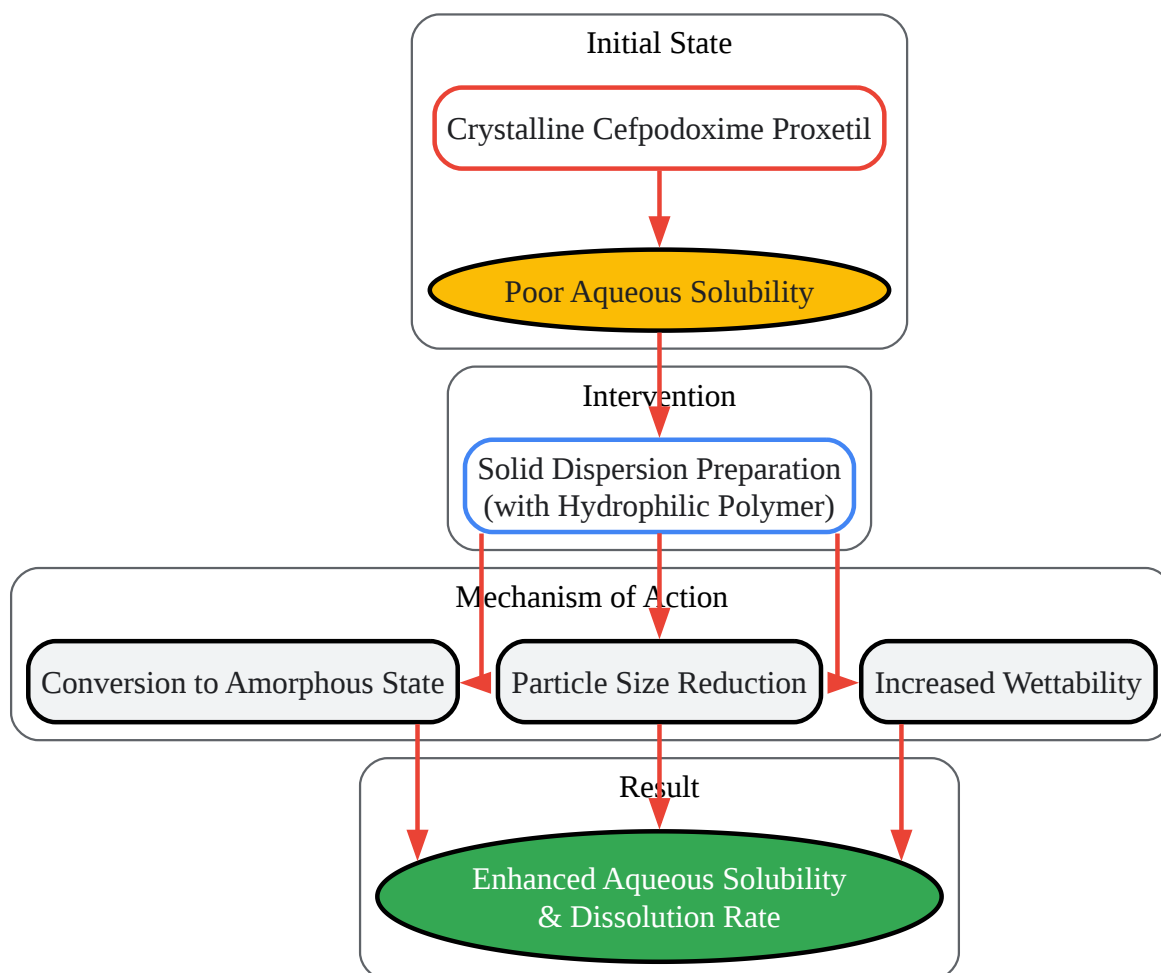 Initial State
Crystalline Cefpodoxime Proxetil
Poor Aqueous Solubility
Intervention
Solid Dispersion Preparation
(with Hydrophilic Polymer)
Mechanism of Action
Conversion to Amorphous State
Particle Size Reduction
Increased Wettability
Result
Enhanced Aqueous Solubility
& Dissolution Rate